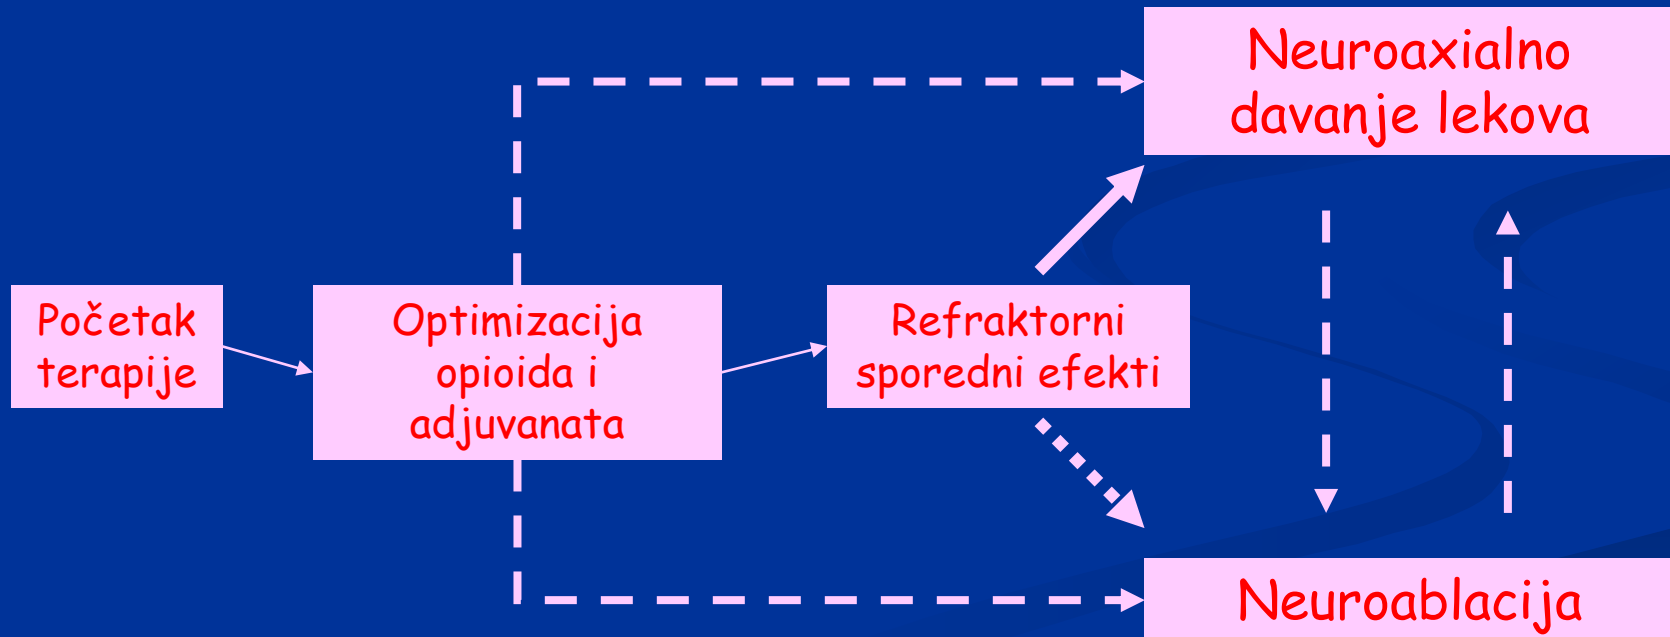 Neuroaxialno
davanje lekova
Početak
terapije
Optimizacija
opioida i
adjuvanata
Refraktorni
sporedni efekti
Neuroablacija